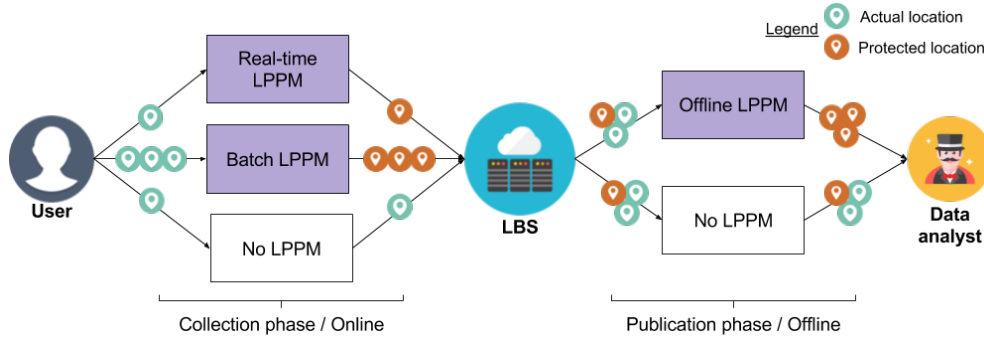 Legend
Actual location
Protected location
Real-time
LPPM
Batch LPPM
No LPPM
User
LBS
Offline LPPM
No LPPM
Data
analyst
Collection phase / Online
Publication phase / Offline